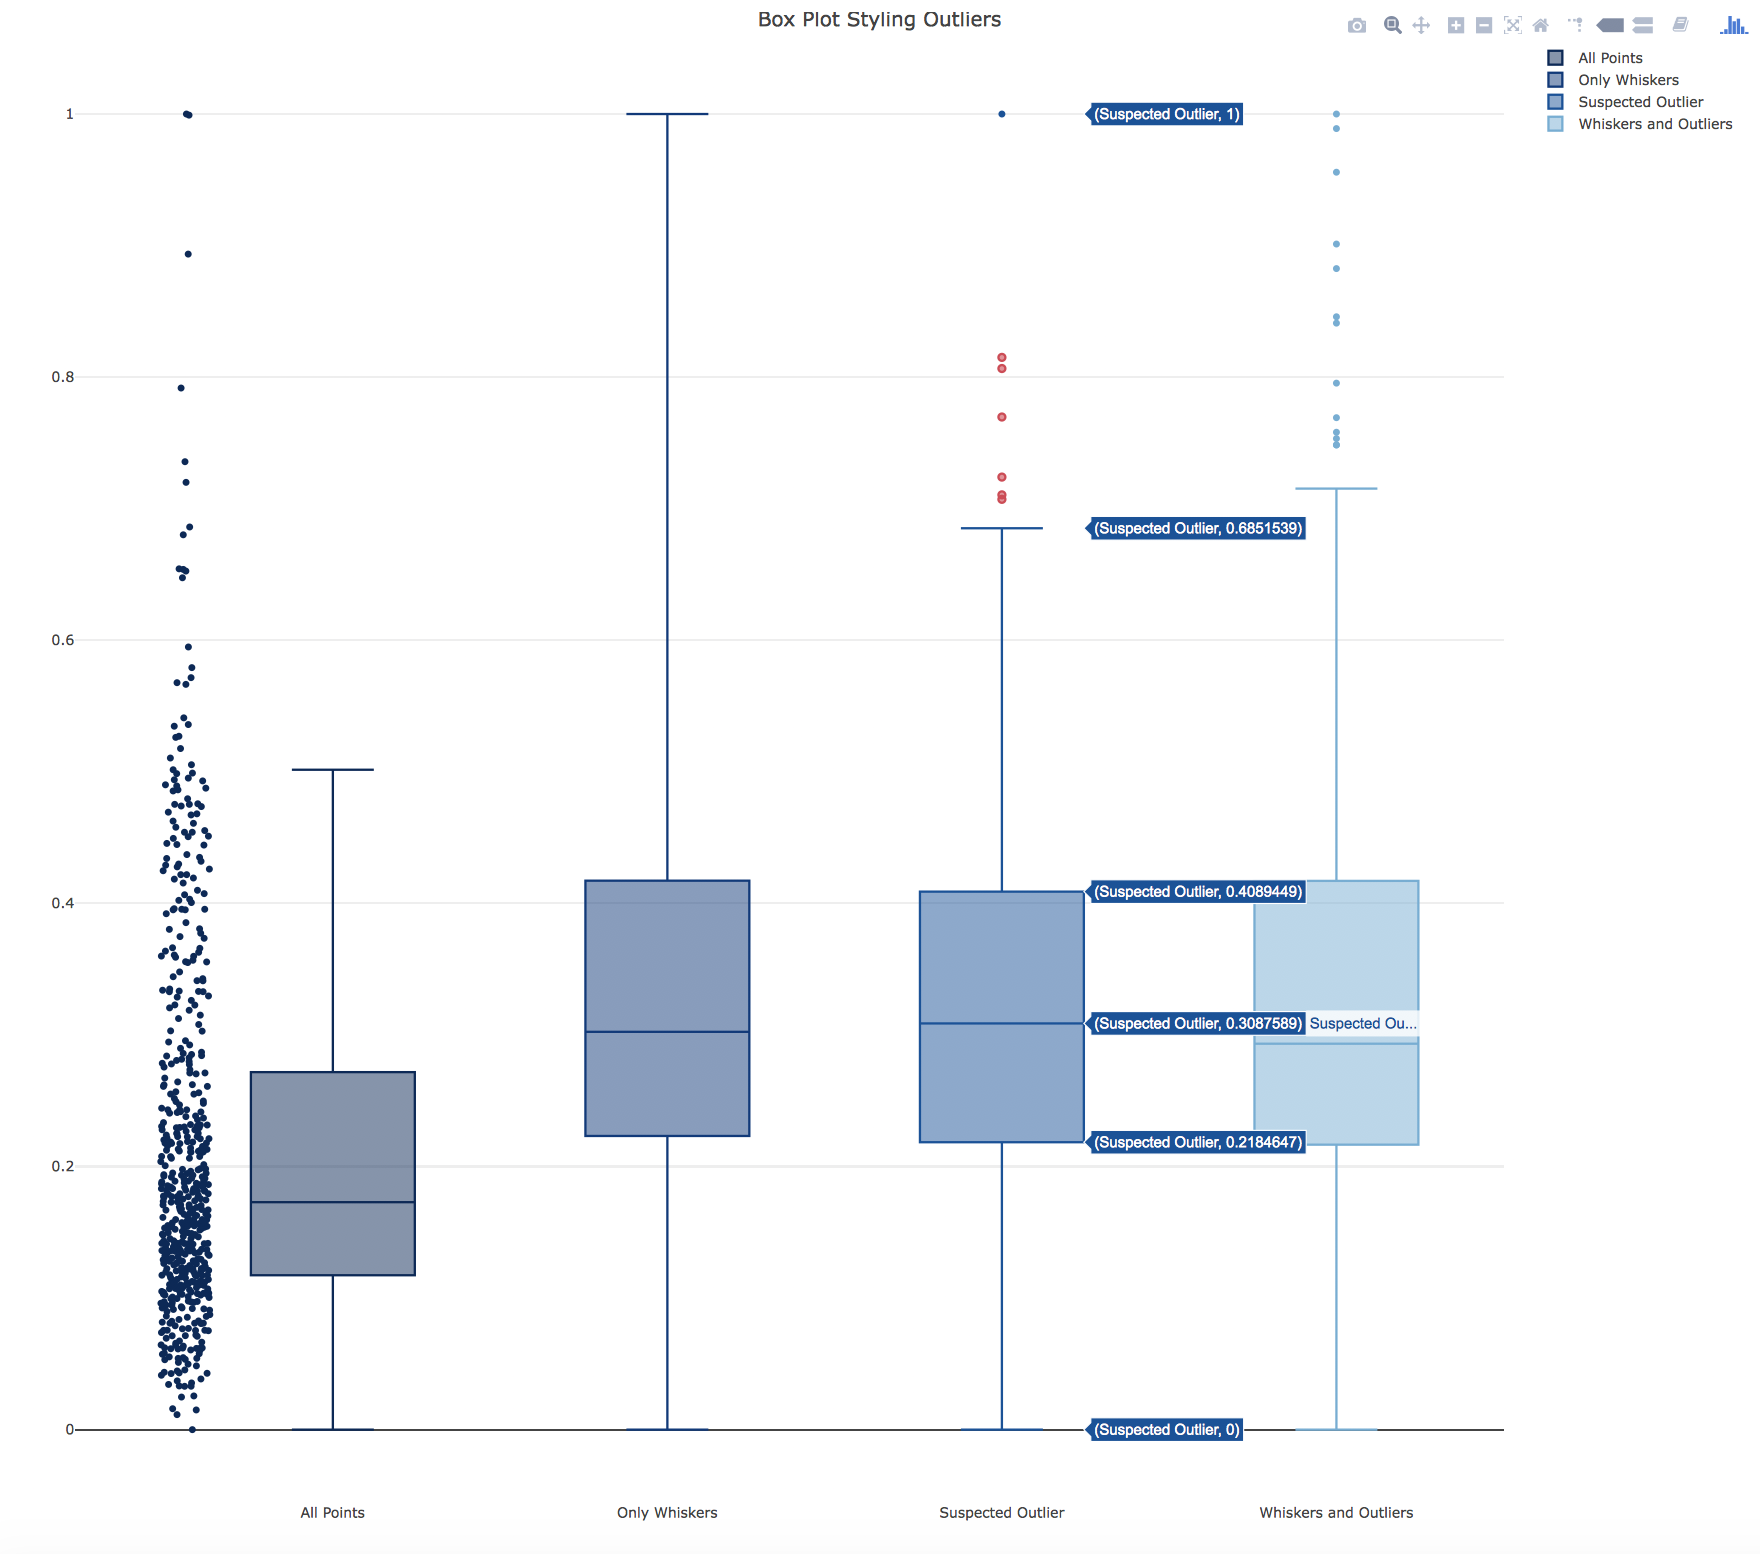 Box Plot Styling Outliers
All Points
Only Whiskers
Suspected Outlier
Whiskers and Outliers
1
(Suspected Outlier, 1)
0.8
(Suspected Outlier, 0.6851539)
0.6
0.4
(Suspected Outlier, 0.4089449)
(Suspected Outlier, 0.3087589) Suspected Ou...
(Suspected Outlier, 0.2184647)
0.2
0
(Suspected Outlier, 0)
All Points
Only Whiskers
Suspected Outlier
Whiskers and Outliers